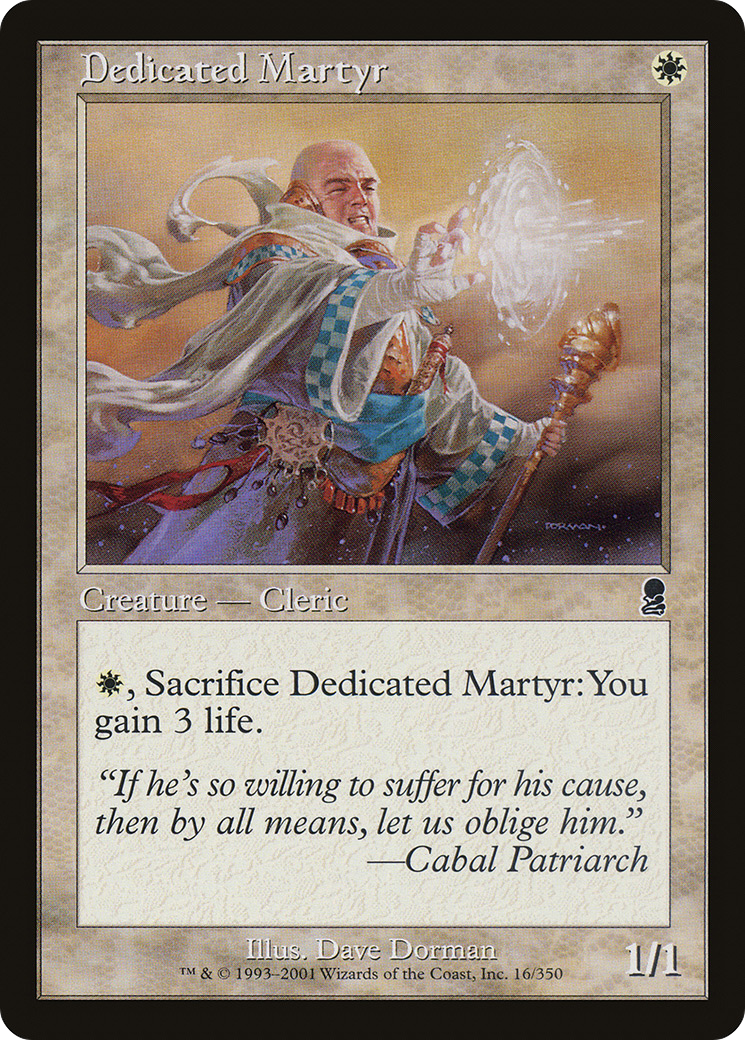 Dedicated Martyr
DORMAN
Creature — Cleric
, Sacrifice Dedicated Martyr: You
gain 3 life.
“If he’s so willing to suffer for his cause,
then by all means, let us oblige him.”
—Cabal Patriarch
Illus. Dave Dorman
™ & © 1993–2001 Wizards of the Coast, Inc. 16/350
1/1